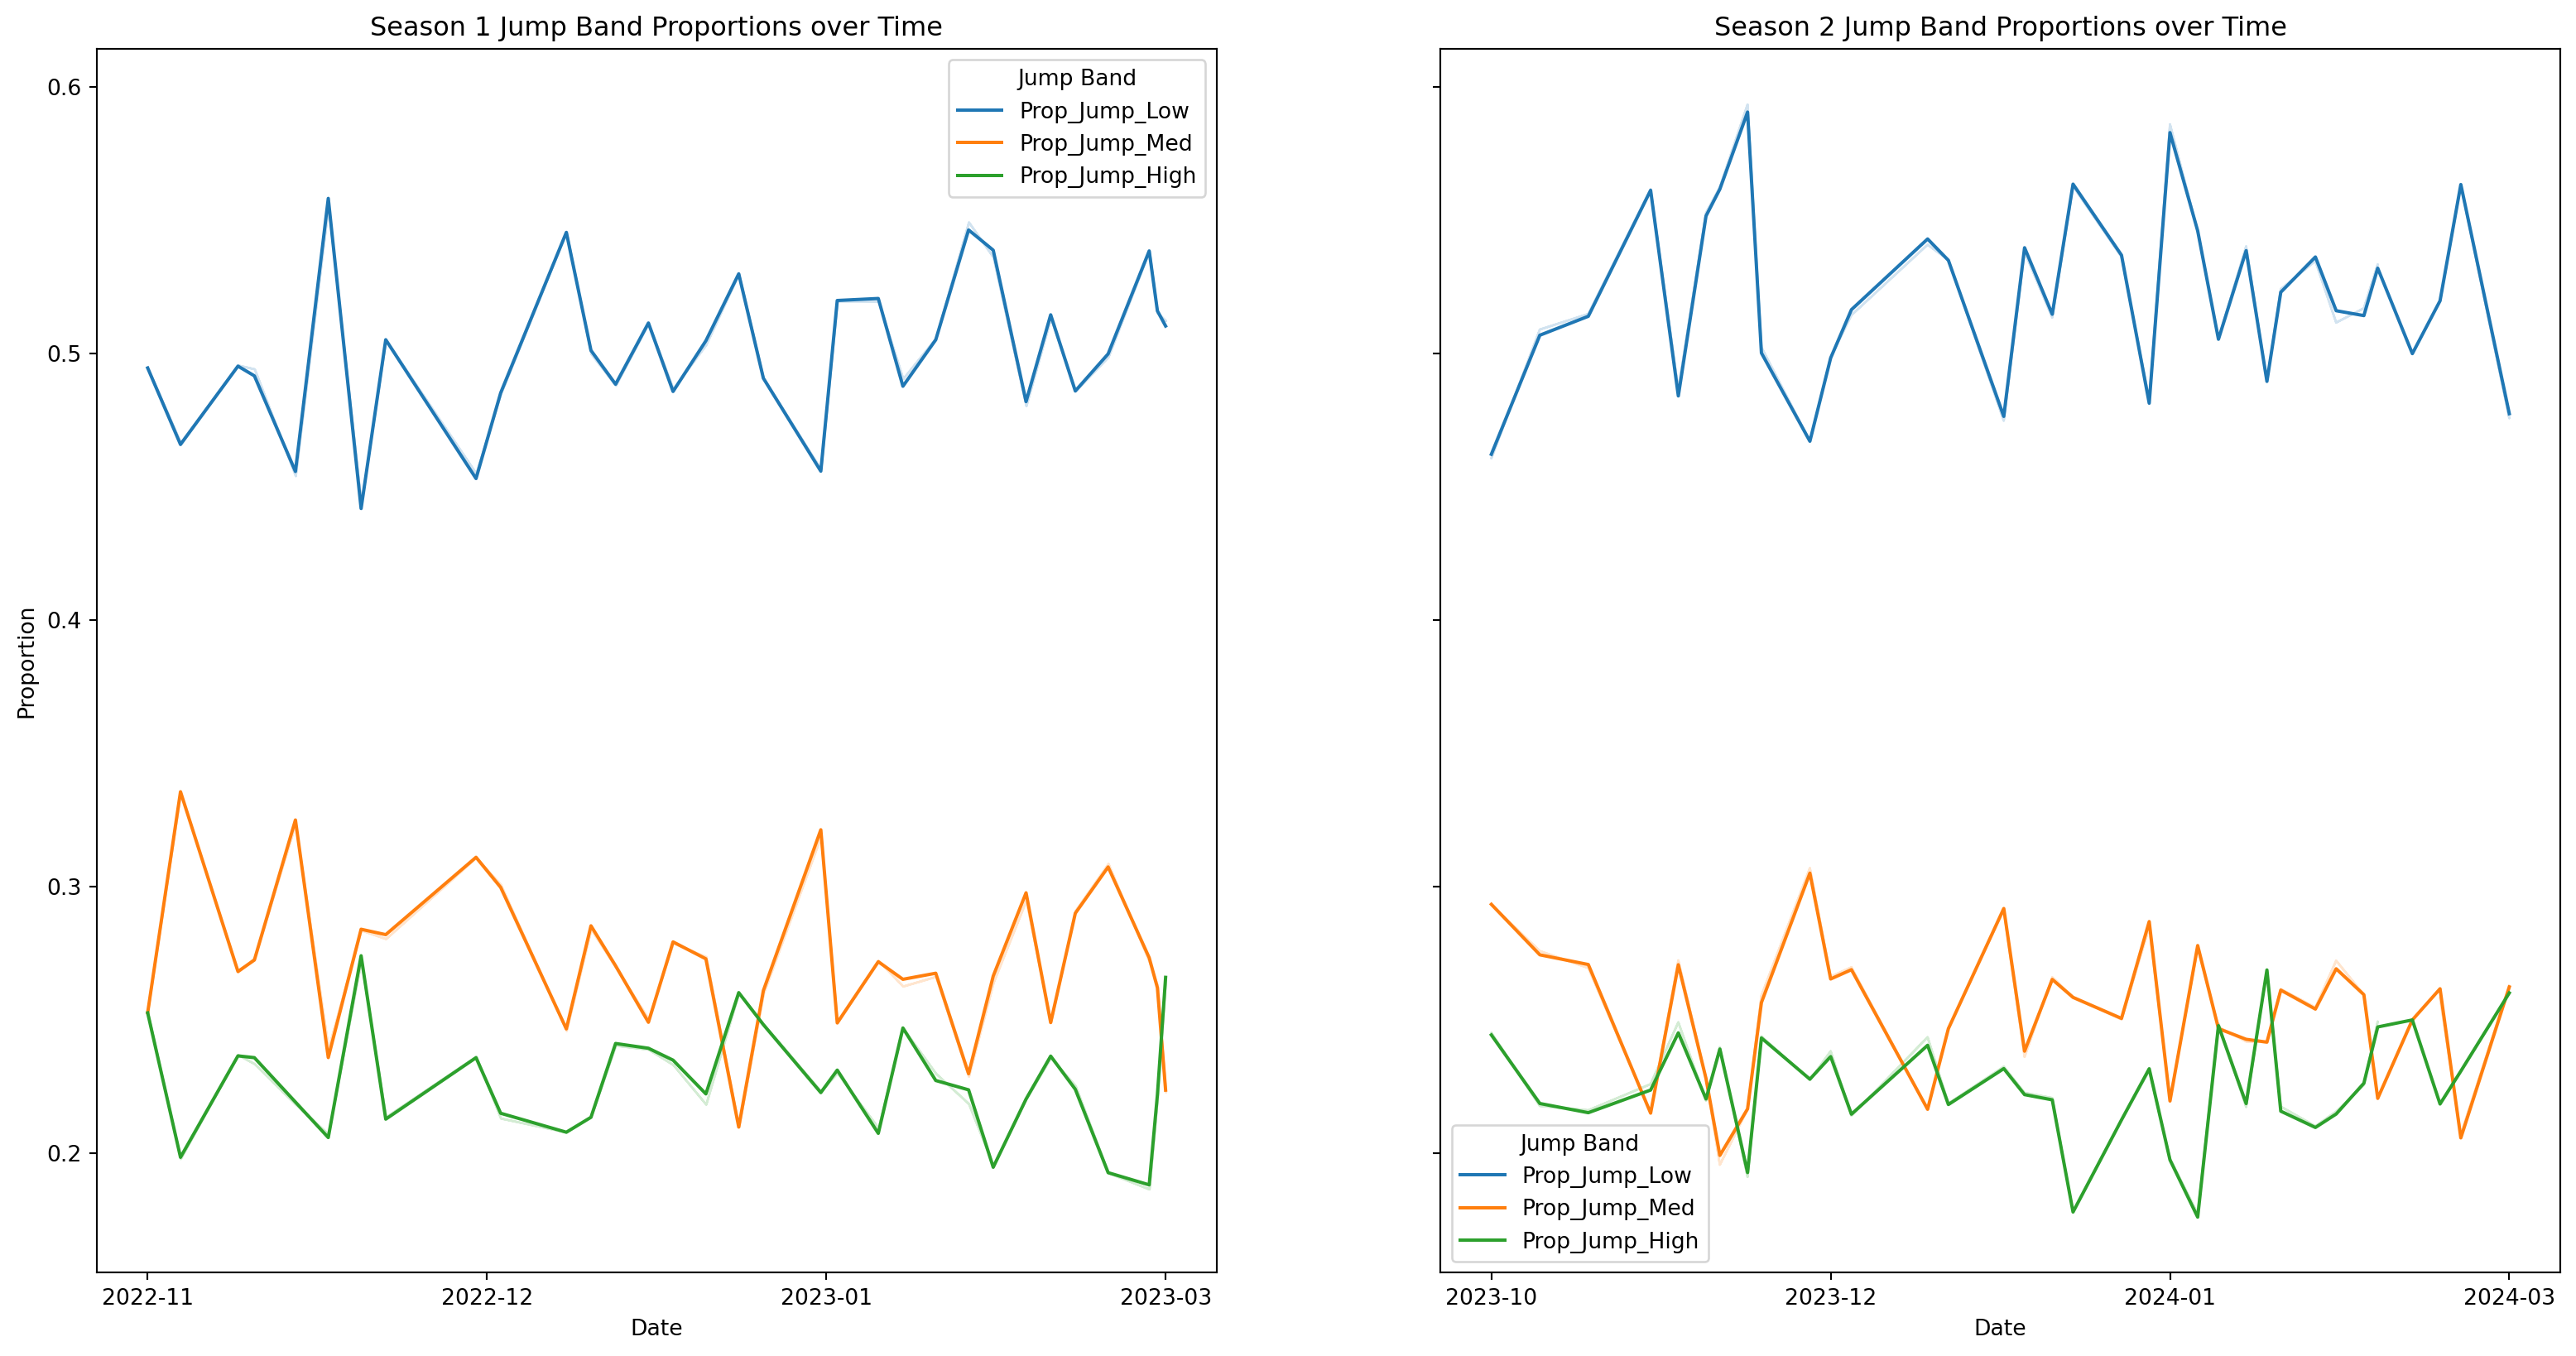 Season 1 Jump Band Proportions over Time
Proportion
0.6
0.5
0.4
0.3
0.2
Jump Band
Prop_Jump_Low
Prop_Jump_Med
Prop_Jump_High
2022-11
2022-12
2023-01
2023-03
Date
Season 2 Jump Band Proportions over Time
Jump Band
Prop_Jump_Low
Prop_Jump_Med
Prop_Jump_High
2023-10
2023-12
2024-01
2024-03
Date